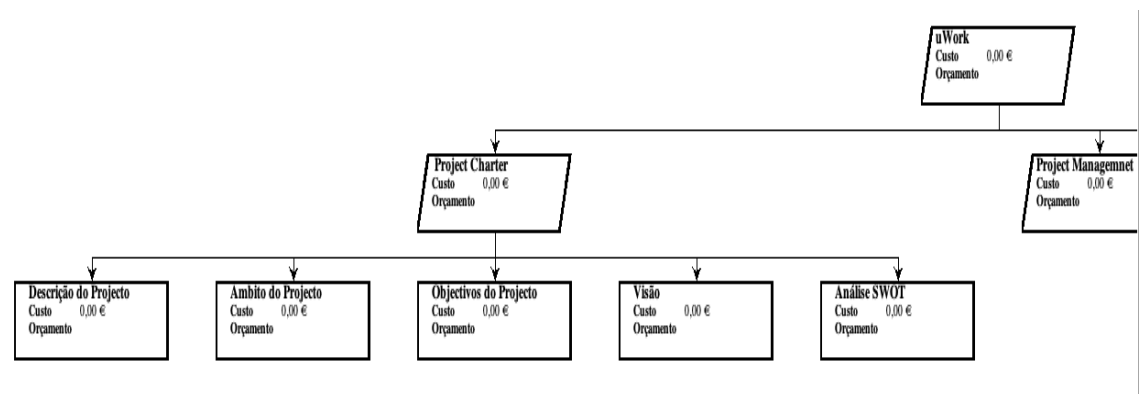 uWork
Custo 0,00 €
Orçamento
Project Charter
Custo 0,00 €
Orçamento
Project Managemnet
Custo 0,00 €
Orçamento
Descrição do Projecto
Custo 0,00 €
Orçamento
Ambito do Projecto
Custo 0,00 €
Orçamento
Objectivos do Projecto
Custo 0,00 €
Orçamento
Visão
Custo 0,00 €
Orçamento
Análise SWOT
Custo 0,00 €
Orçamento